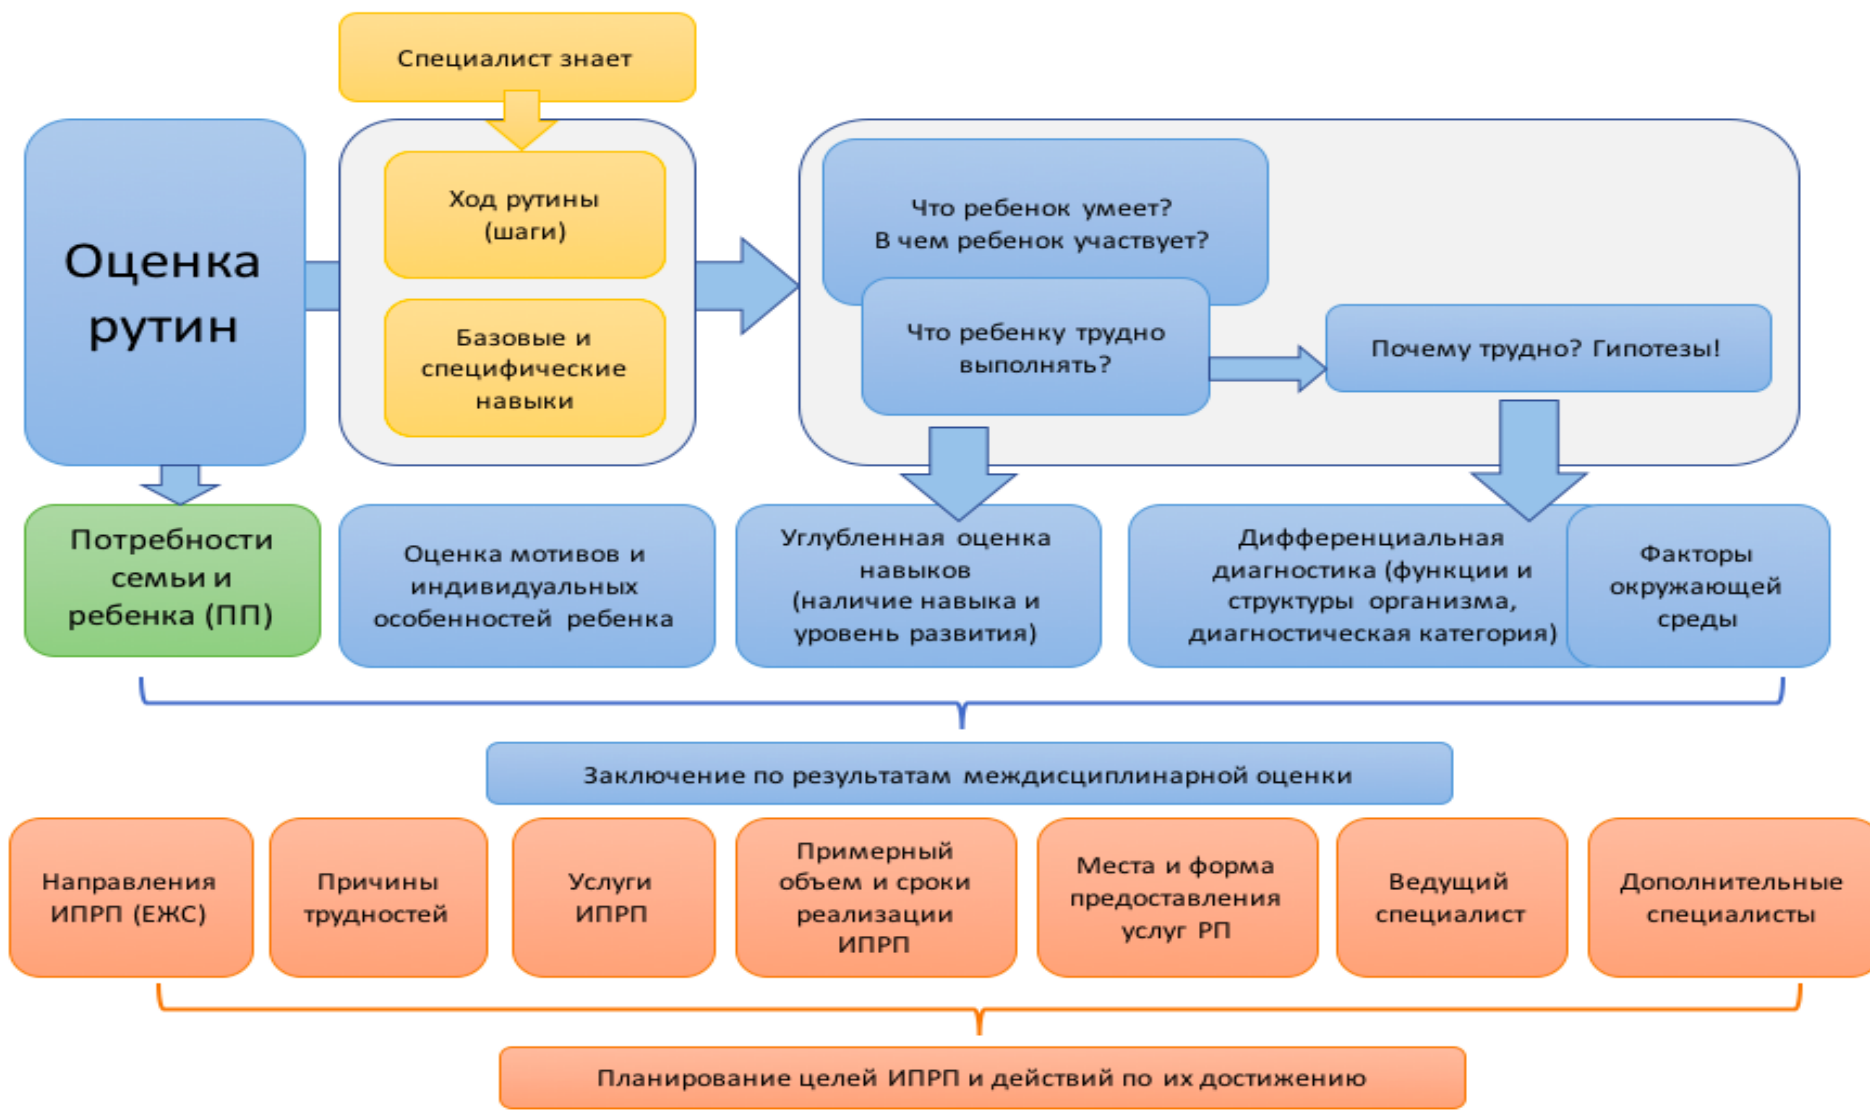 Специалист знает
Оценка
рутин
Ход рутины
(шаги)
Базовые и
специфические
навыки
Что ребенок умеет?
В чем ребенок участвует?
Что ребенку трудно
выполнять?
Почему трудно? Гипотезы!
Потребности
семьи и
ребенка (ПП)
Оценка мотивов и
индивидуальных
особенностей ребенка
Углубленная оценка
навыков
(наличие навыка и
уровень развития)
Дифференциальная
диагностика (функции и
структуры организма,
диагностическая категория)
Факторы
окружающей
среды
Заключение по результатам междисциплинарной оценки
Направления
ИПРП (ЕЖС)
Причины
трудностей
Услуги
ИПРП
Примерный
объем и сроки
реализации
ИПРП
Места и форма
предоставления
услуг РП
Ведущий
специалист
Дополнительные
специалисты
Планирование целей ИПРП и действий по их достижению